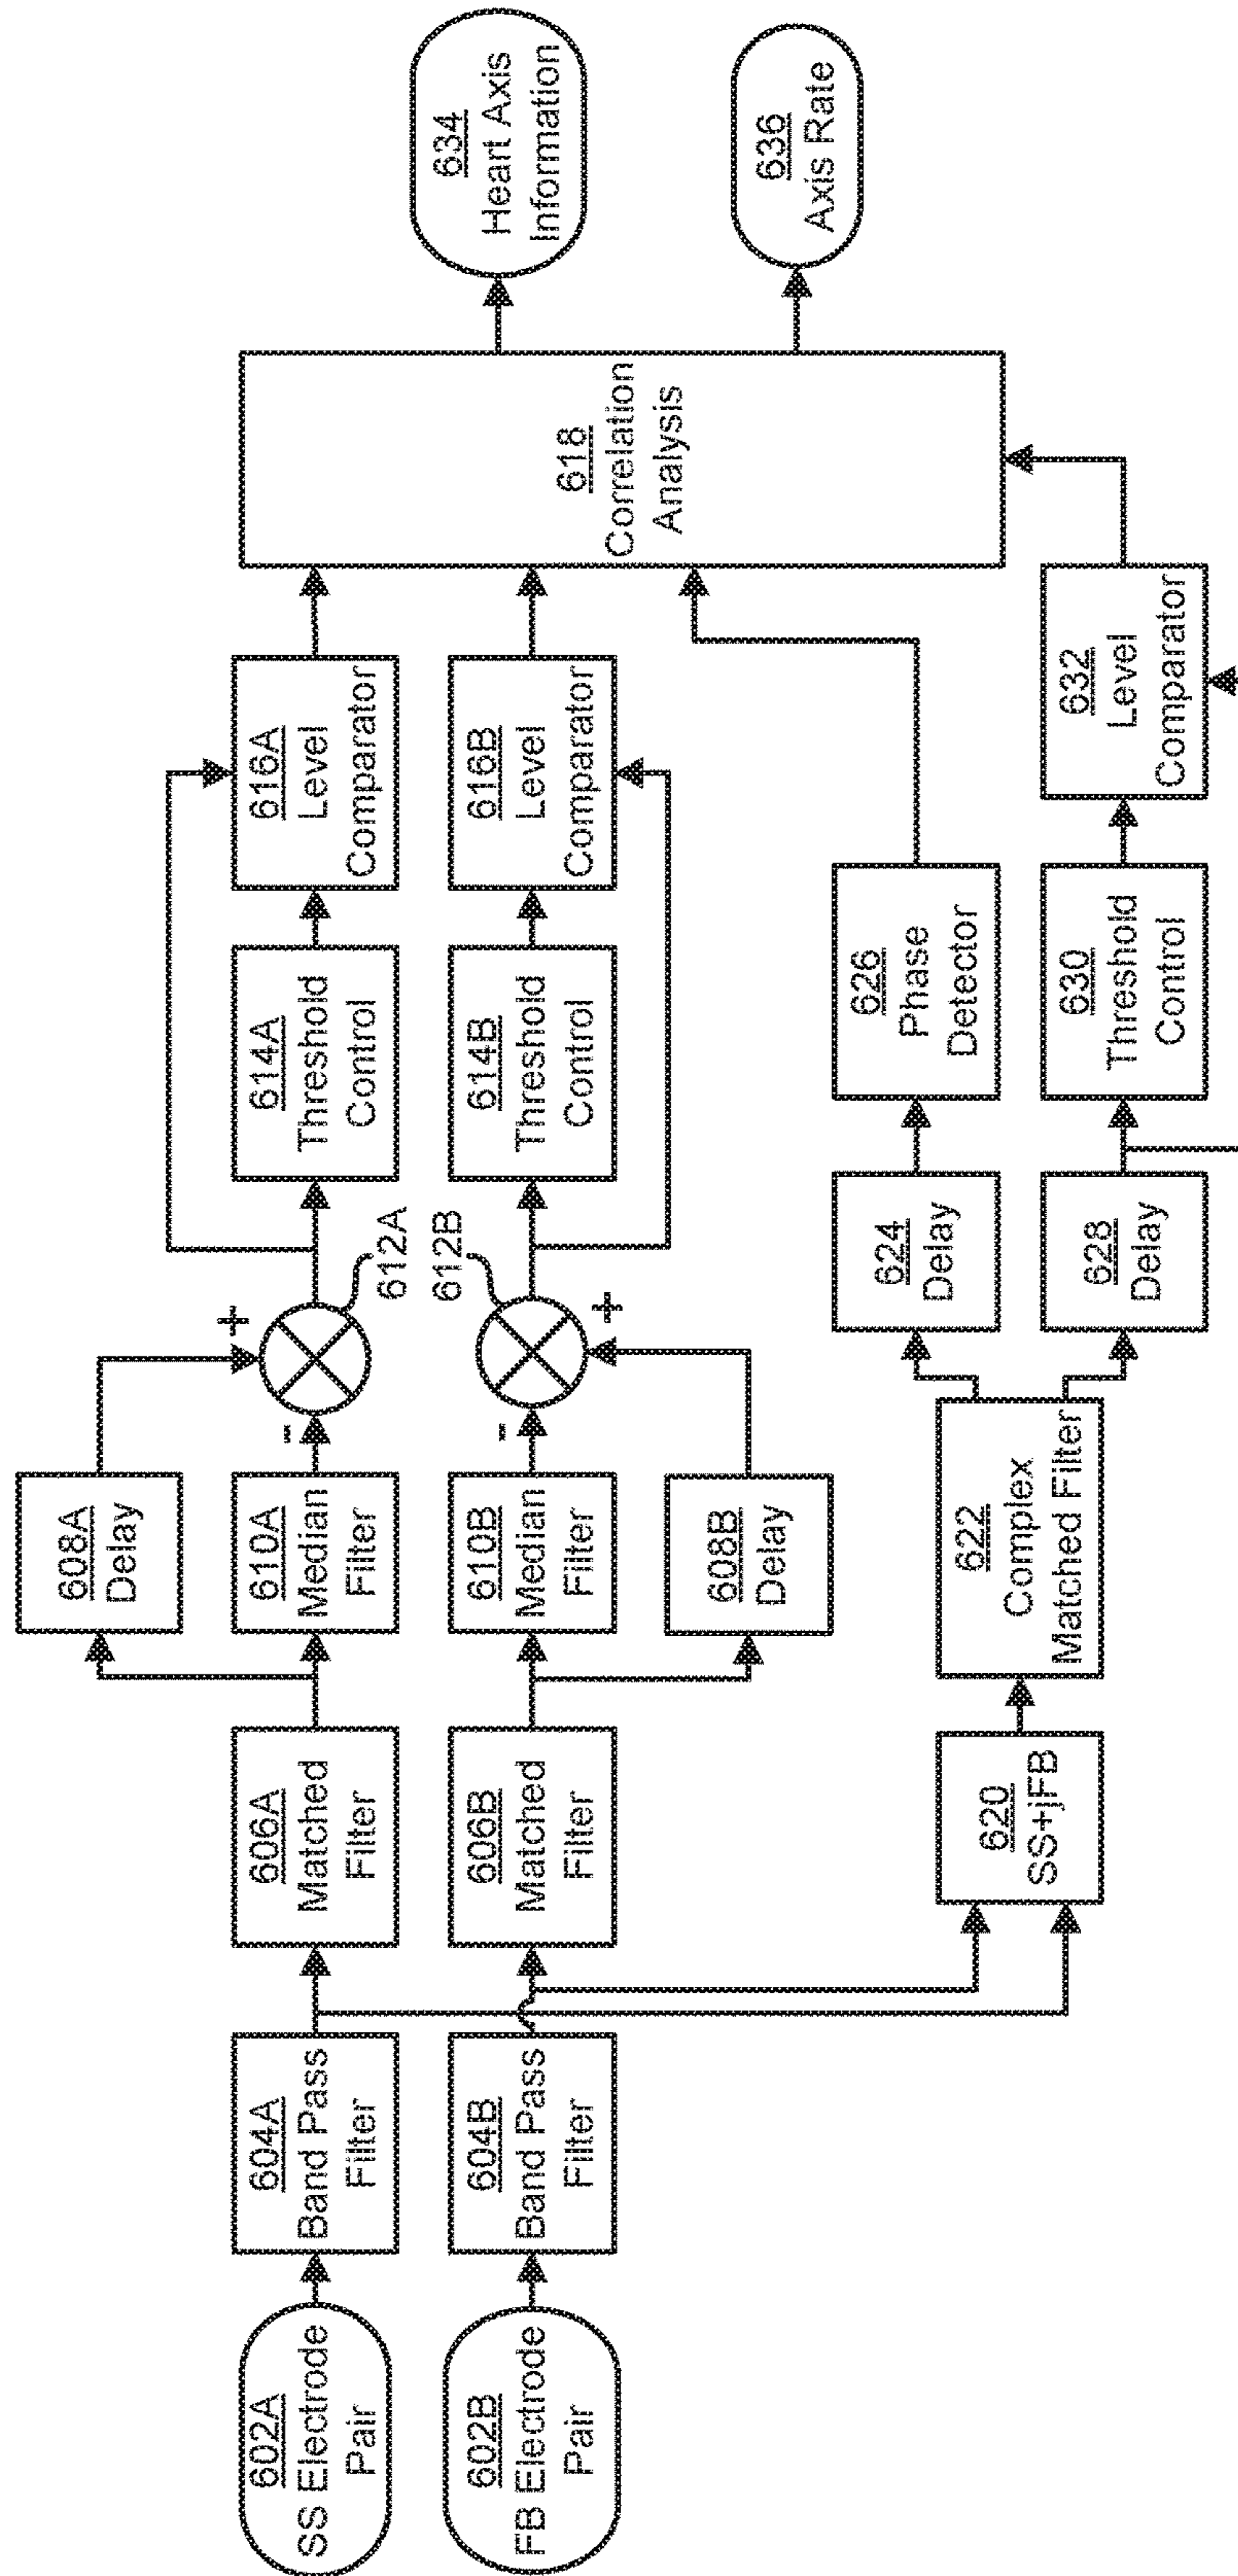 602A
SS Electrode
Pair
604A
Band Pass
Filter
606A
Matched
Filter
608A
Delay
610A
Median
Filter
+
-
612A
614A
Threshold
Control
616A
Level
Comparator
602B
FB Electrode
Pair
604B
Band Pass
Filter
606B
Matched
Filter
610B
Median
Filter
608B
Delay
-
+
612B
614B
Threshold
Control
616B
Level
Comparator
618
Correlation
Analysis
620
SS+jFB
622
Complex
Matched Filter
624
Delay
626
Phase
Detector
628
Delay
630
Threshold
Control
632
Level
Comparator
634
Heart Axis
Information
636
Axis Rate